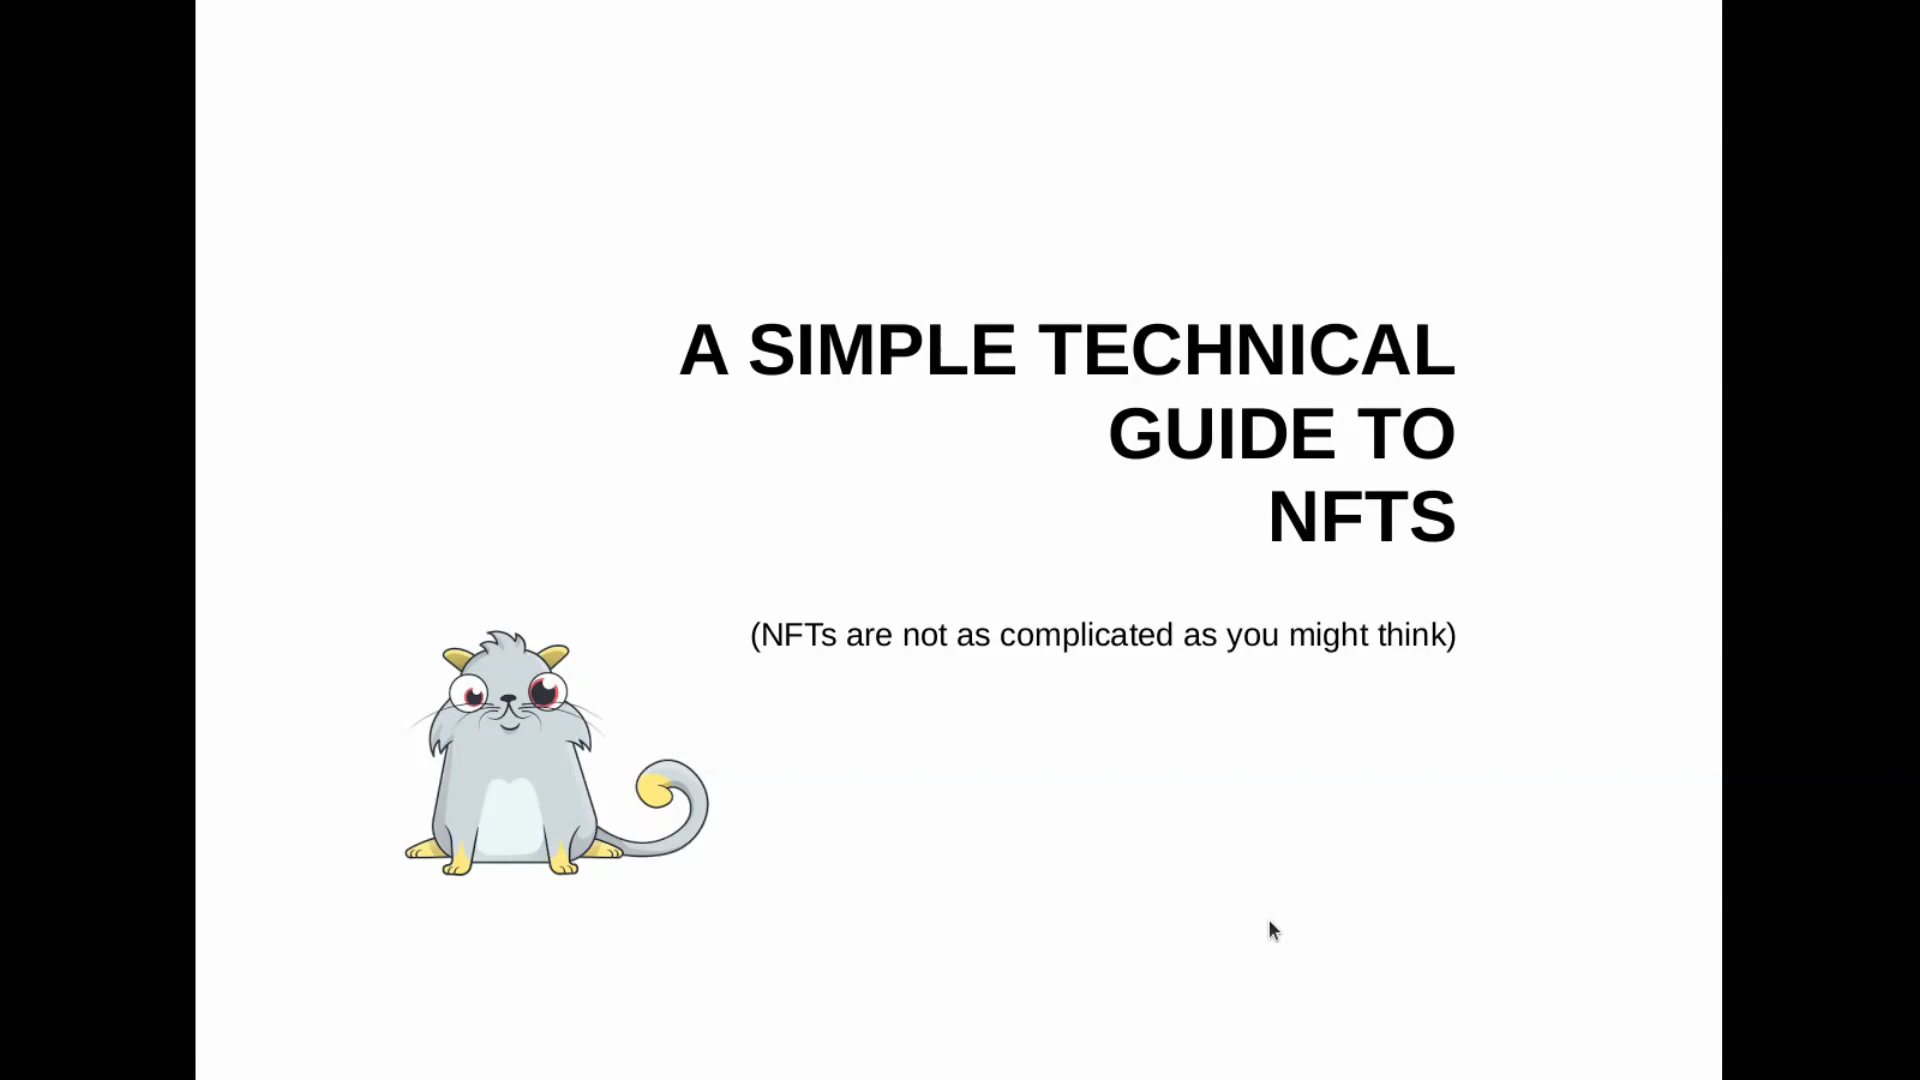 A SIMPLE TECHNICAL
GUIDE TO
NFTS
(NFTs are not as complicated as you might think)